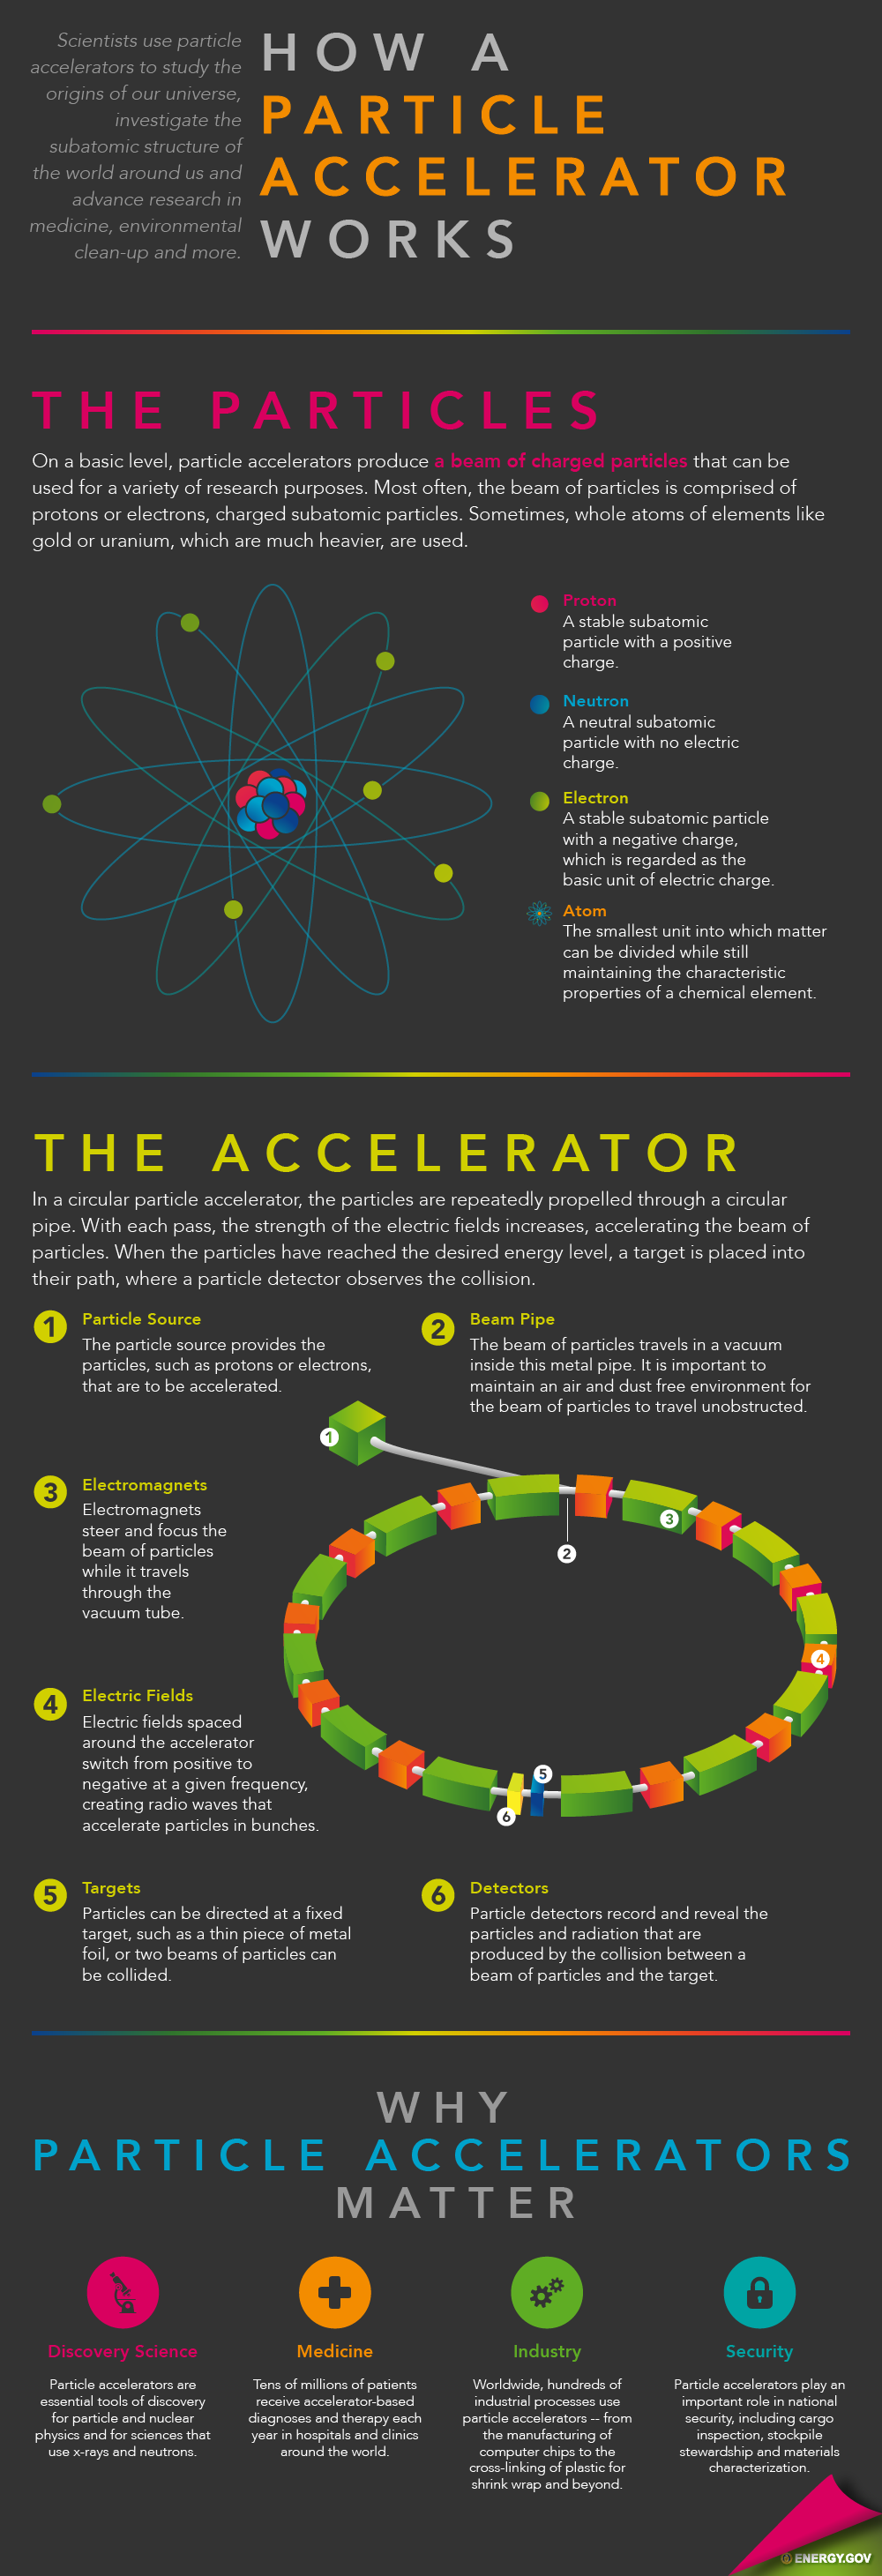 Scientists use particle
accelerators to study the
origins of our universe,
investigate the
subatomic structure of
the world around us and
advance research in
medicine, environmental
clean-up and more.
HOW A
PARTICLE
ACCELERATOR
WORKS
THE PARTICLES
On a basic level, particle accelerators produce a beam of charged particles that can be
used for a variety of research purposes. Most often, the beam of particles is comprised of
protons or electrons, charged subatomic particles. Sometimes, whole atoms of elements like
gold or uranium, which are much heavier, are used.
Proton
A stable subatomic
particle with a positive
charge.
Neutron
A neutral subatomic
particle with no electric
charge.
Electron
A stable subatomic particle
with a negative charge,
which is regarded as the
basic unit of electric charge.
Atom
The smallest unit into which matter
can be divided while still
maintaining the characteristic
properties of a chemical element.
THE ACCELERATOR
In a circular particle accelerator, the particles are repeatedly propelled through a circular
pipe. With each pass, the strength of the electric fields increases, accelerating the beam of
particles. When the particles have reached the desired energy level, a target is placed into
their path, where a particle detector observes the collision.
1 Particle Source
The particle source provides the
particles, such as protons or electrons,
that are to be accelerated.
2 Beam Pipe
The beam of particles travels in a vacuum
inside this metal pipe. It is important to
maintain an air and dust free environment for
the beam of particles to travel unobstructed.
1
3 Electromagnets
Electromagnets
steer and focus the
beam of particles
while it travels
through the
vacuum tube.
3
2
4
4 Electric Fields
Electric fields spaced
around the accelerator
switch from positive to
negative at a given frequency,
creating radio waves that
accelerate particles in bunches.
5
6
5 Targets
Particles can be directed at a fixed
target, such as a thin piece of metal
foil, or two beams of particles can
be collided.
6 Detectors
Particle detectors record and reveal the
particles and radiation that are
produced by the collision between a
beam of particles and the target.
WHY
PARTICLE ACCELERATORS
MATTER
Discovery Science
Particle accelerators are
essential tools of discovery
for particle and nuclear
physics and for sciences that
use x-rays and neutrons.
Medicine
Tens of millions of patients
receive accelerator-based
diagnoses and therapy each
year in hospitals and clinics
around the world.
Industry
Worldwide, hundreds of
industrial processes use
particle accelerators -- from
the manufacturing of
computer chips to the
cross-linking of plastic for
shrink wrap and beyond.
Security
Particle accelerators play an
important role in national
security, including cargo
inspection, stockpile
stewardship and materials
characterization.
ENERGY.GOV